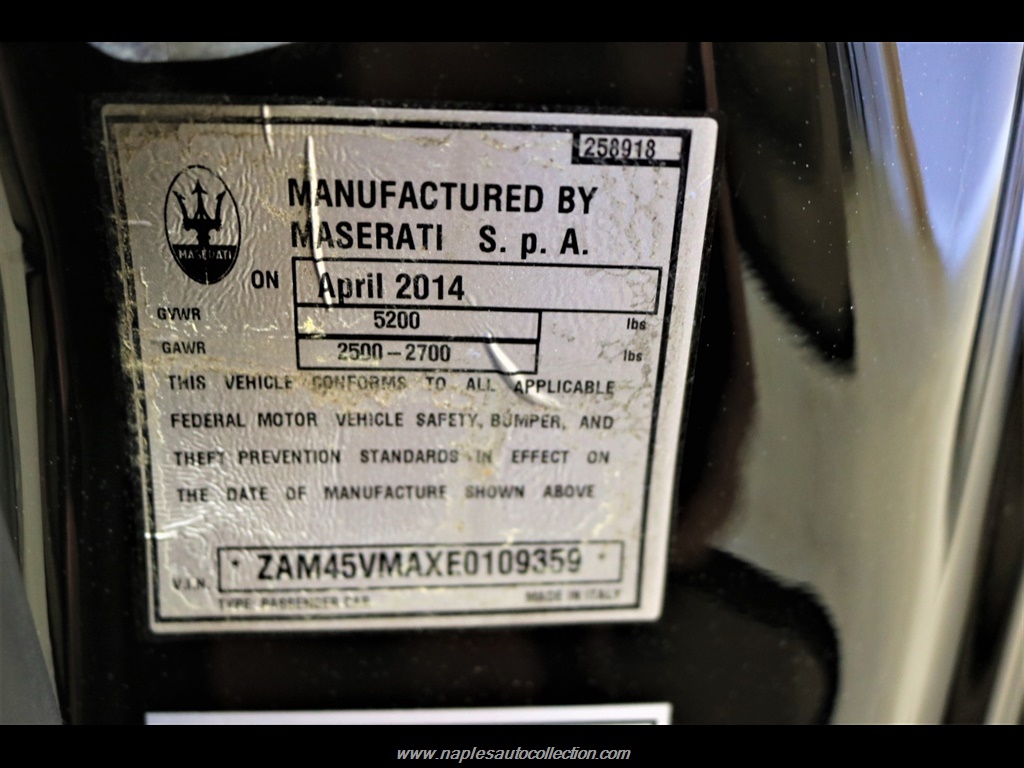 258918
MANUFACTURED BY
MASERATI S. p. A.
MASERATI
ON April 2014
GVWR 5200 lbs
GAWR 2500-2700 lbs
THIS VEHICLE CONFORMS TO ALL APPLICABLE
FEDERAL MOTOR VEHICLE SAFETY, BUMPER, AND
THEFT PREVENTION STANDARDS IN EFFECT ON
THE DATE OF MANUFACTURE SHOWN ABOVE
V.I.N. * ZAM45VMAXE0109359 *
TYPE: PASSENGER CAR MADE IN ITALY
www.naplesautocollection.com